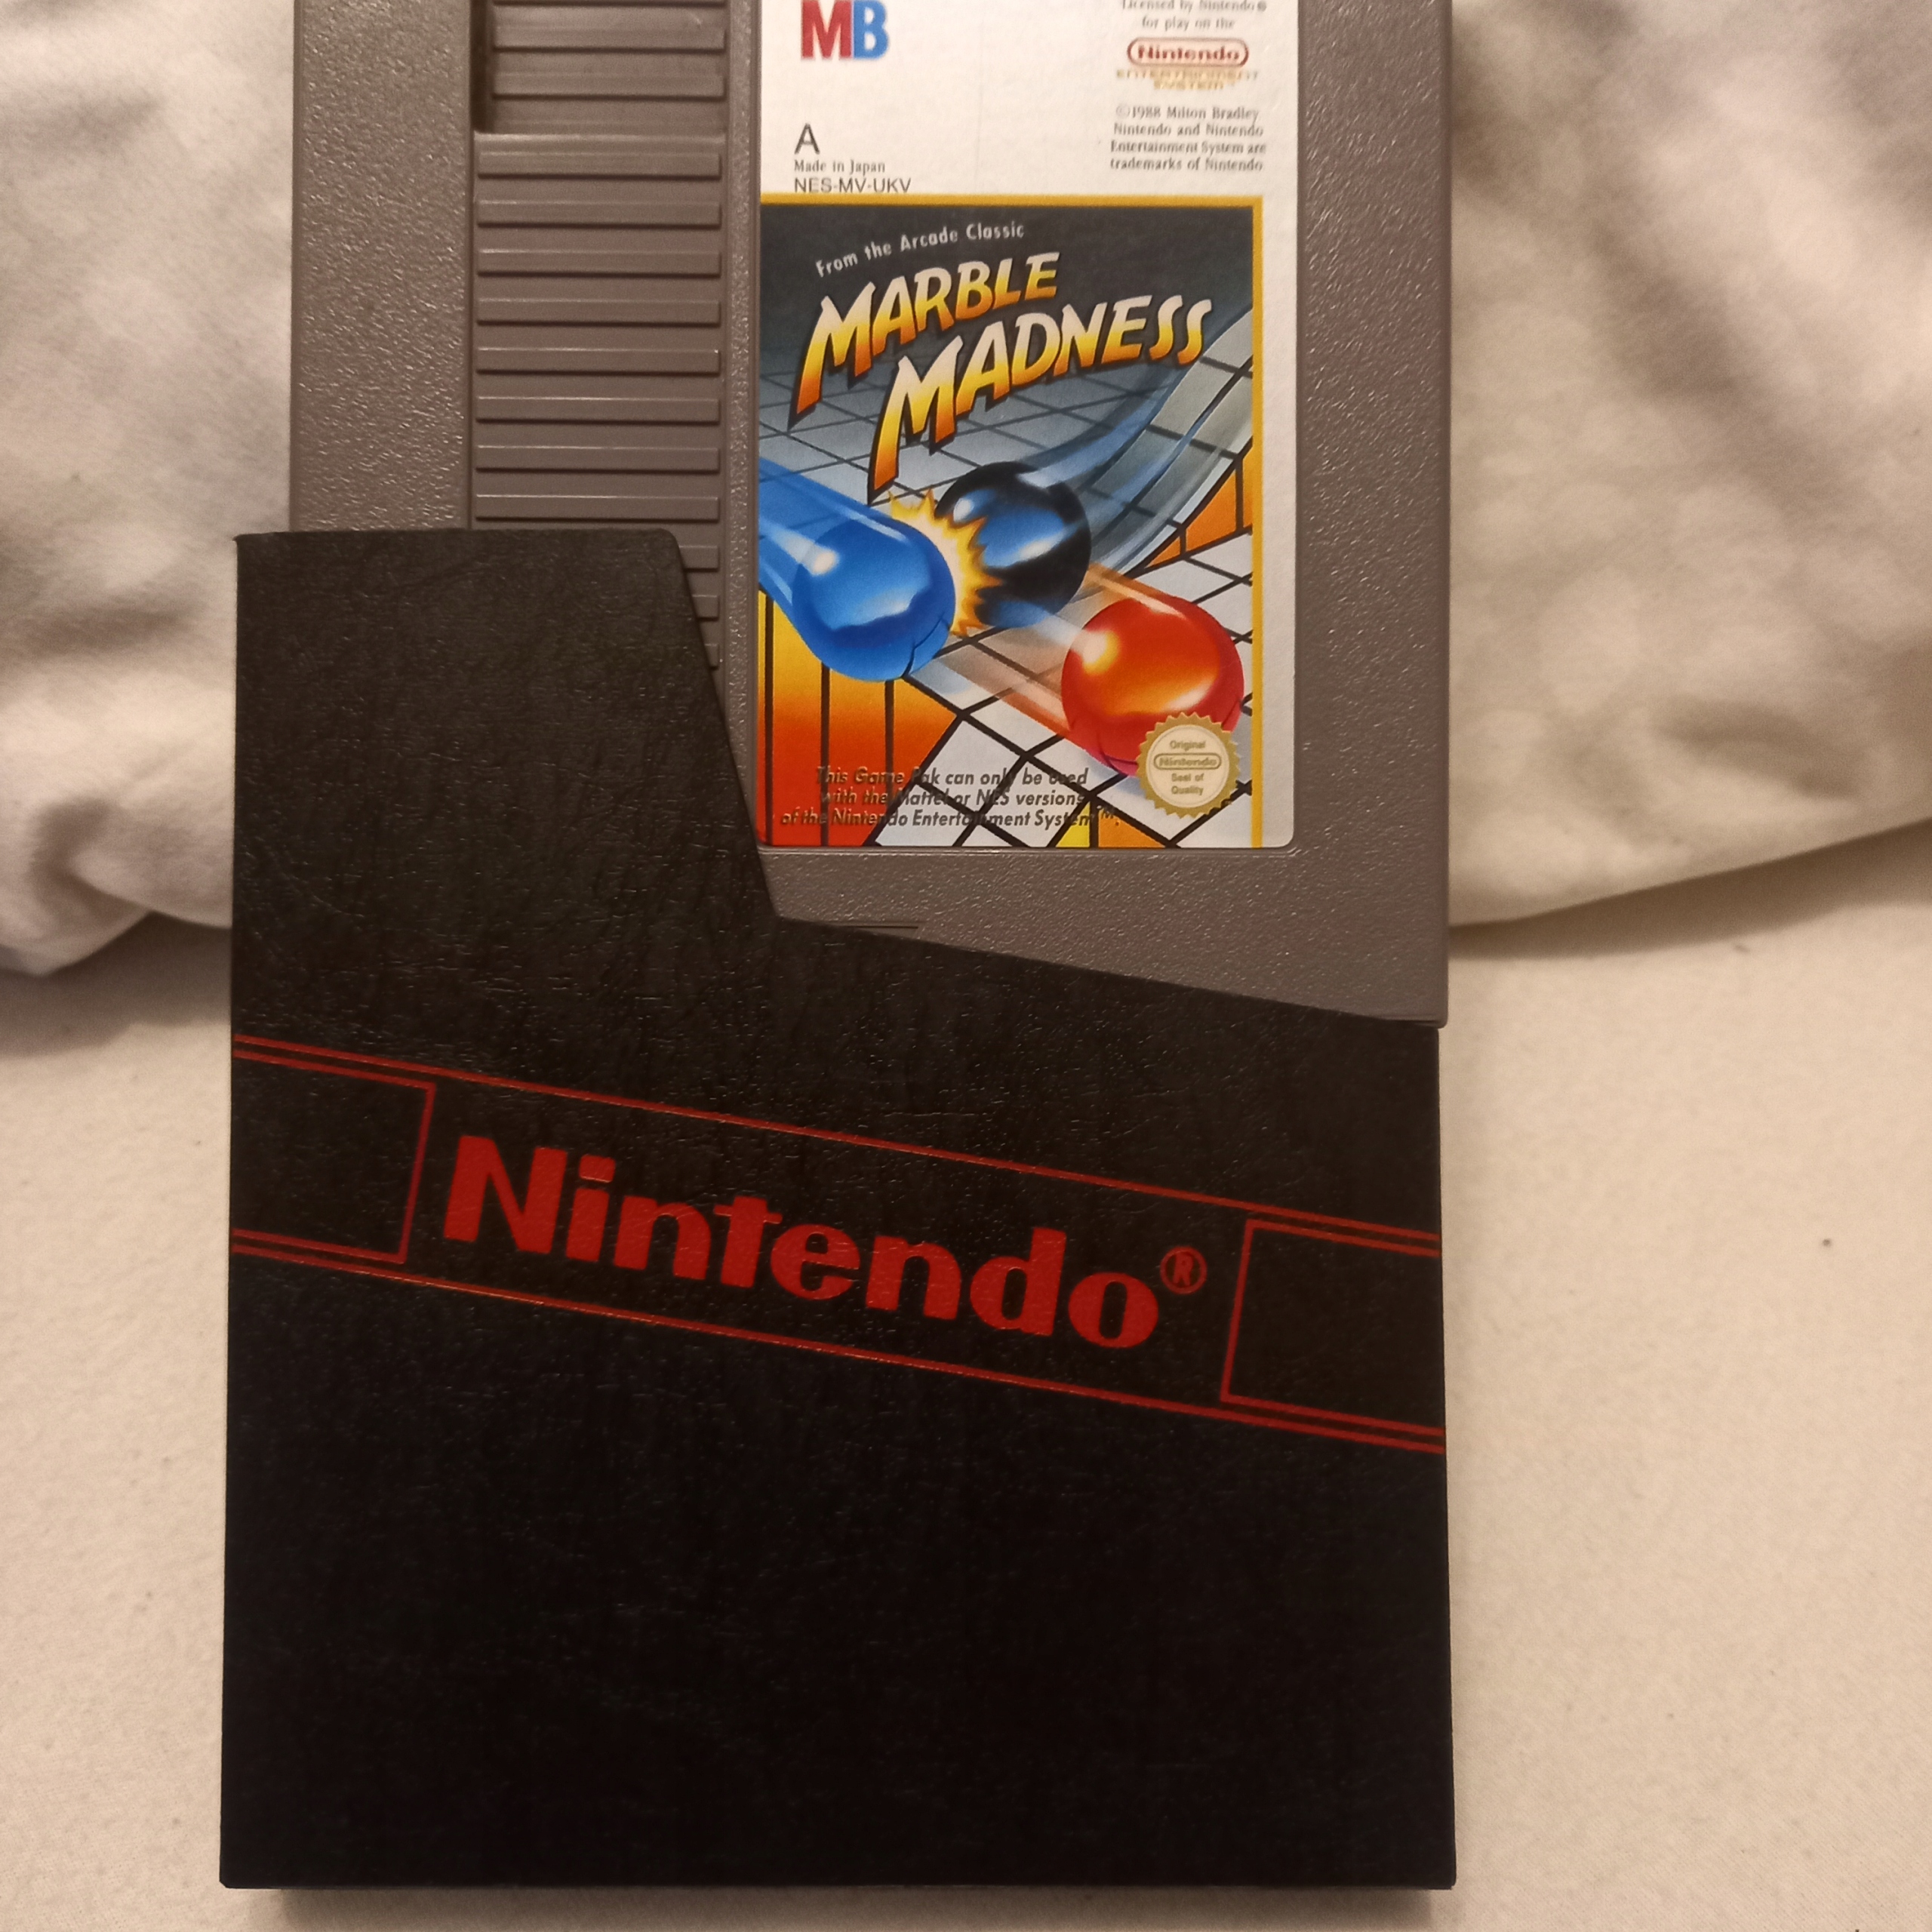 MB
Licensed by Nintendo®
for play on the
Nintendo
ENTERTAINMENT
SYSTEM™
©1988 Milton Bradley
Nintendo and Nintendo
Entertainment System are
trademarks of Nintendo
A
Made in Japan
NES-MV-UKV
From the Arcade Classic
MARBLE
MADNESS
Original
Nintendo
Seal of
Quality
This Game Pak can only be used
with the Mattel or NES versions
of the Nintendo Entertainment System™.
Nintendo®